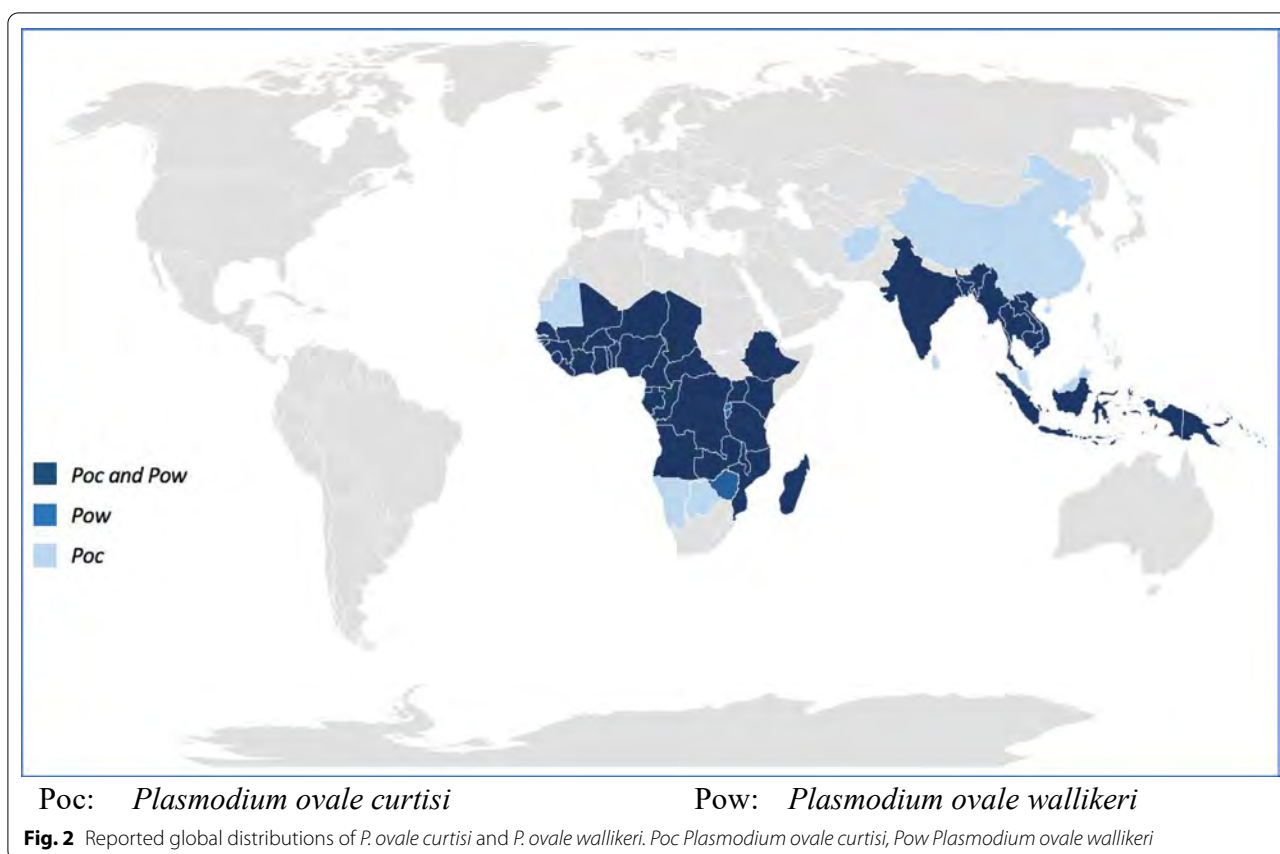 Poc and Pow
Pow
Poc
Poc: Plasmodium ovale curtisi Pow: Plasmodium ovale wallikeri
Fig. 2 Reported global distributions of P. ovale curtisi and P. ovale wallikeri. Poc Plasmodium ovale curtisi, Pow Plasmodium ovale wallikeri